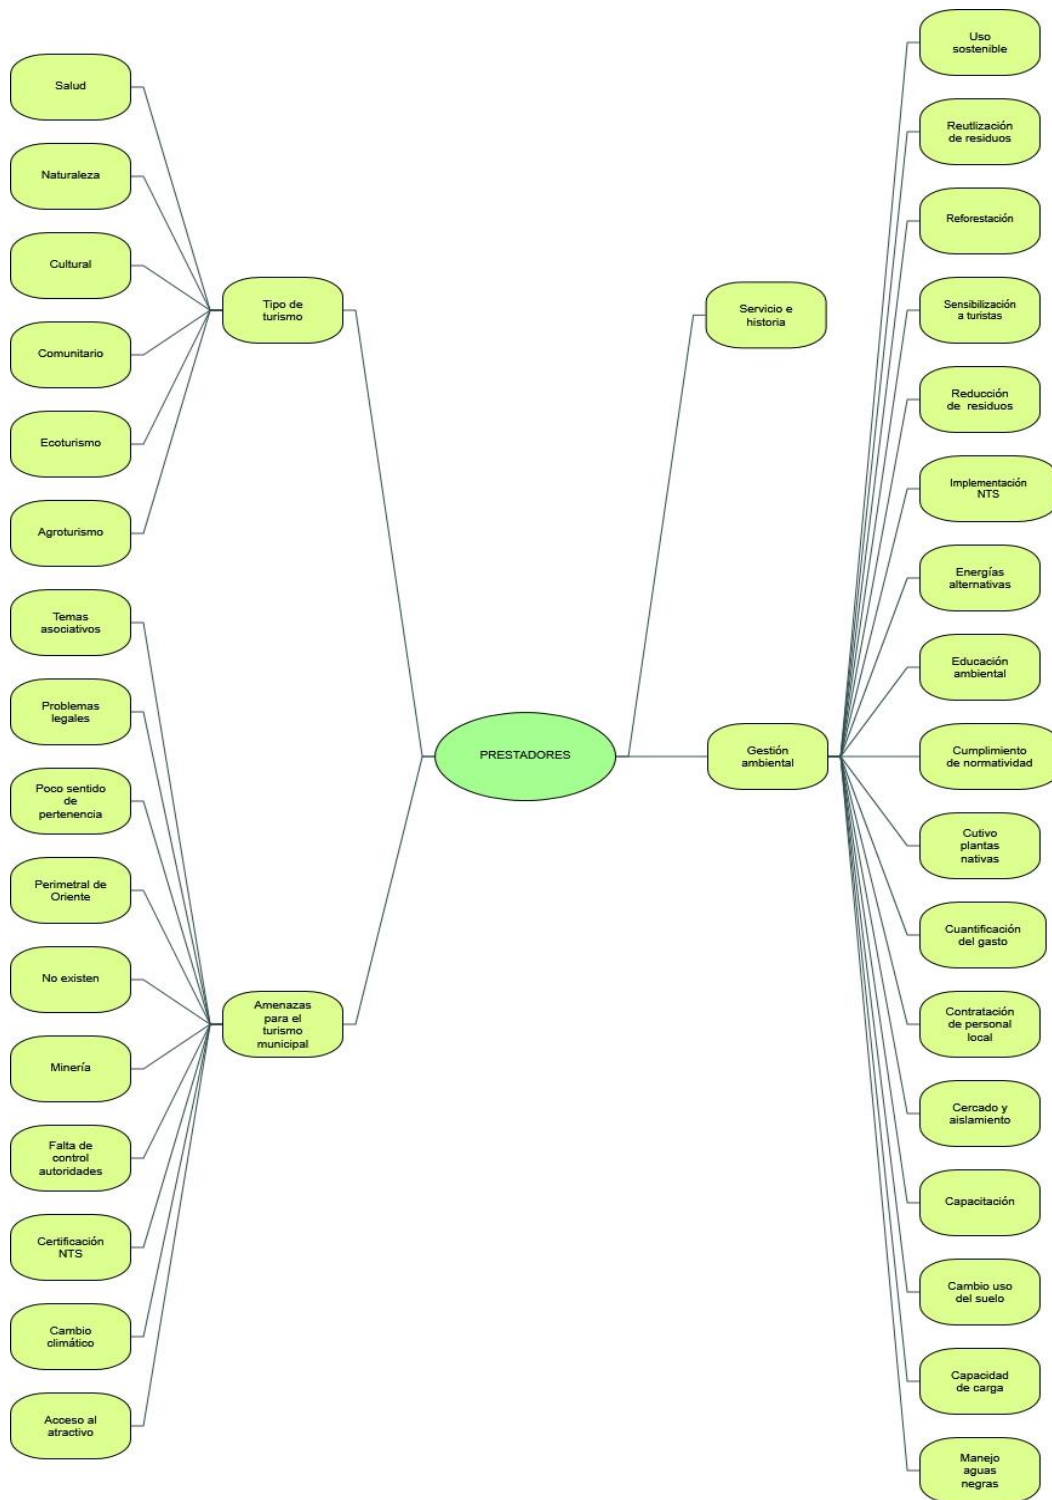 Salud
Naturaleza
Cultural
Comunitario
Ecoturismo
Agroturismo
Tipo de
turismo
Temas
asociativos
Problemas
legales
Poco sentido
de
pertenencia
Perimetral de
Oriente
No existen
Minería
Falta de
control
autoridades
Certificación
NTS
Cambio
climático
Acceso al
atractivo
Amenazas
para el
turismo
municipal
PRESTADORES
Servicio e
historia
Gestión
ambiental
Uso
sostenible
Reutlización
de residuos
Reforestación
Sensibilización
a turistas
Reducción
de residuos
Implementación
NTS
Energías
alternativas
Educación
ambiental
Cumplimiento
de normatividad
Cutivo
plantas
nativas
Cuantificación
del gasto
Contratación
de personal
local
Cercado y
aislamiento
Capacitación
Cambio uso
del suelo
Capacidad
de carga
Manejo
aguas
negras